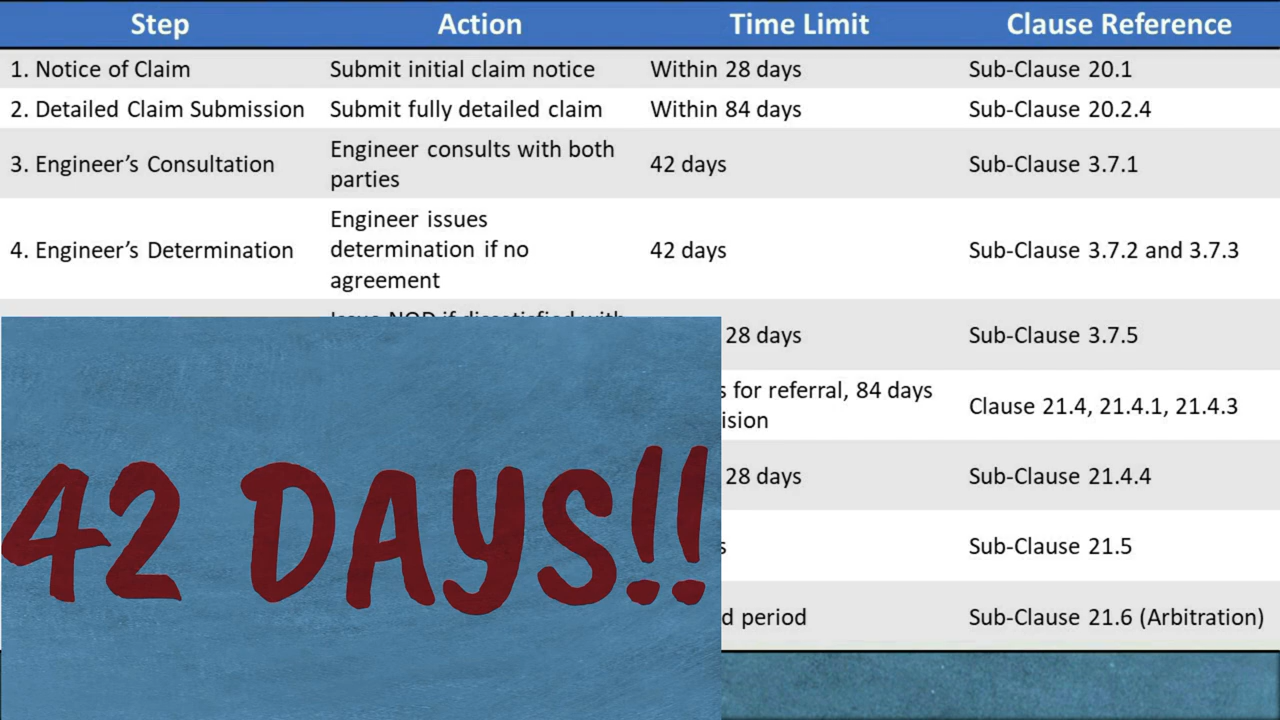 Step Action Time Limit Clause Reference
1. Notice of Claim Submit initial claim notice Within 28 days Sub-Clause 20.1
2. Detailed Claim Submission Submit fully detailed claim Within 84 days Sub-Clause 20.2.4
3. Engineer’s Consultation Engineer consults with both parties 42 days Sub-Clause 3.7.1
4. Engineer’s Determination Engineer issues determination if no agreement 42 days Sub-Clause 3.7.2 and 3.7.3
Issue NOD if dissatisfied with
28 days Sub-Clause 3.7.5
for referral, 84 days
Clause 21.4, 21.4.1, 21.4.3
28 days Sub-Clause 21.4.4
Sub-Clause 21.5
period Sub-Clause 21.6 (Arbitration)
42 DAYS!!